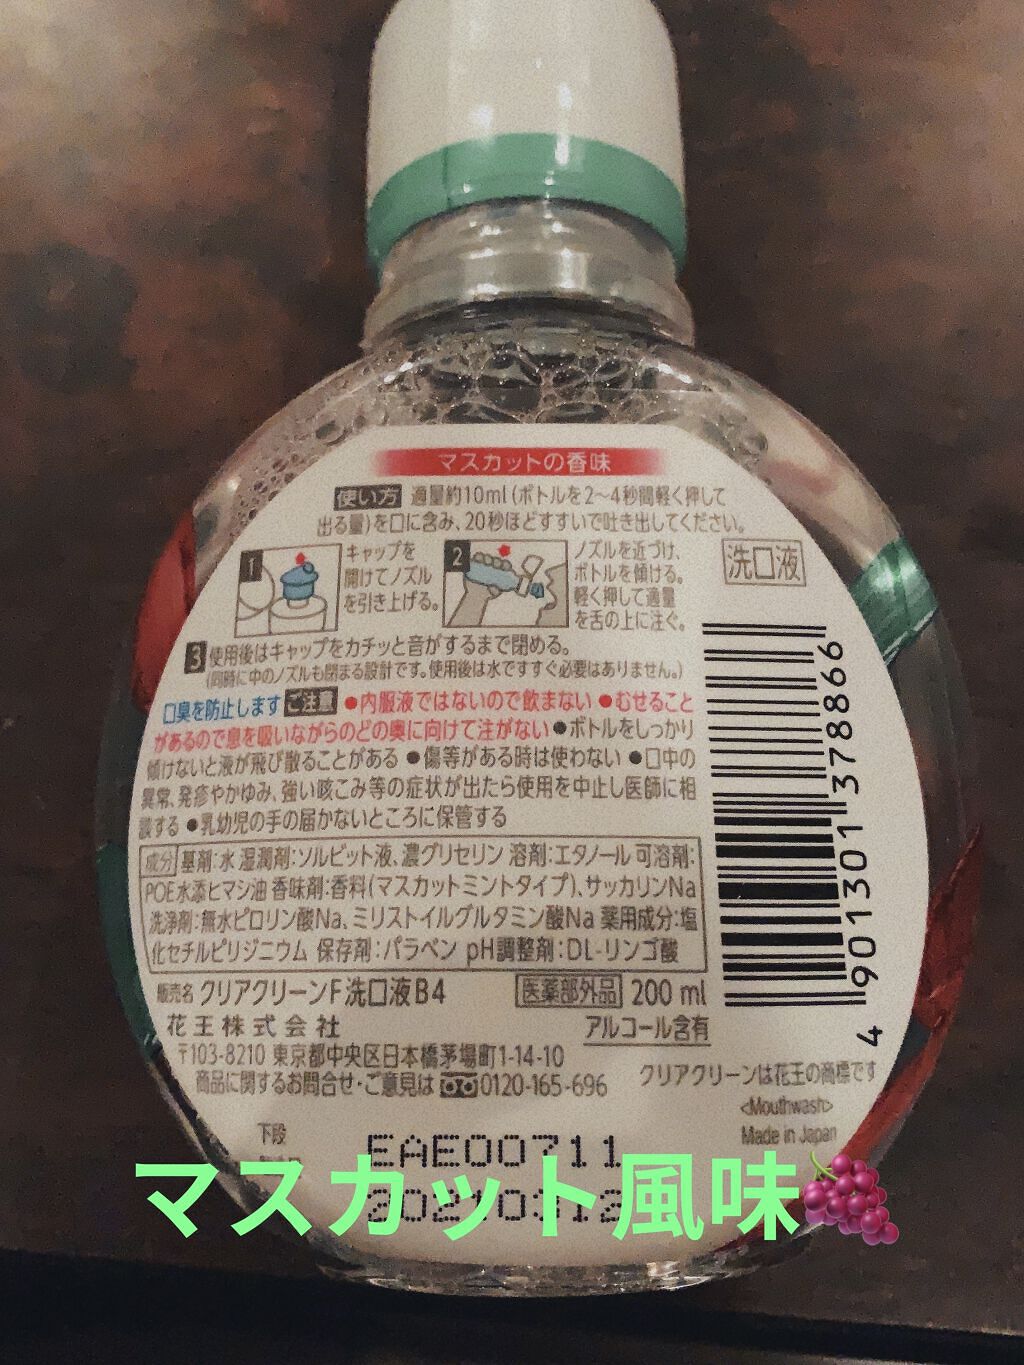 マスカットの香味
使い方 適量約10ml(ボトルを2〜4秒間軽く押して
出る量)を口に含み、20秒ほどすすいで吐き出してください。
1 キャップを
開けてノズル
を引き上げる。
2 ノズルを近づけ、
ボトルを傾ける。
軽く押して適量
を舌の上に注ぐ。
洗口液
3 使用後はキャップをカチッと音がするまで閉める。
(同時に中のノズルも閉まる設計です。使用後は水ですすぐ必要はありません。)
口臭を防止します ご注意 ●内服液ではないので飲まない ●むせること
があるので息を吸いながらのどの奥に向けて注がない ●ボトルをしっかり
傾けないと液が飛び散ることがある ●傷等がある時は使わない ●口中の
異常、発疹やかゆみ、強い咳こみ等の症状が出たら使用を中止し医師に相
談する ●乳幼児の手の届かないところに保管する
成分 基剤:水 湿潤剤:ソルビット液、濃グリセリン 溶剤:エタノール 可溶剤:
POE水添ヒマシ油 香味剤:香料(マスカットミントタイプ)、サッカリンNa
洗浄剤:無水ピロリン酸Na、ミリストイルグルタミン酸Na 薬用成分:塩
化セチルピリジニウム 保存剤:パラベン pH調整剤:DL-リンゴ酸
販売名 クリアクリーンF洗口液B4 医薬部外品 200 ml
花王株式会社 アルコール含有
〒103-8210 東京都中央区日本橋茅場町1-14-10
商品に関するお問合せ・ご意見は 0120-165-696
クリアクリーンは花王の商標です
<Mouthwash>
Made in Japan
4 901301 378866
下段
EAE00711
20210312
マスカット風味🍇